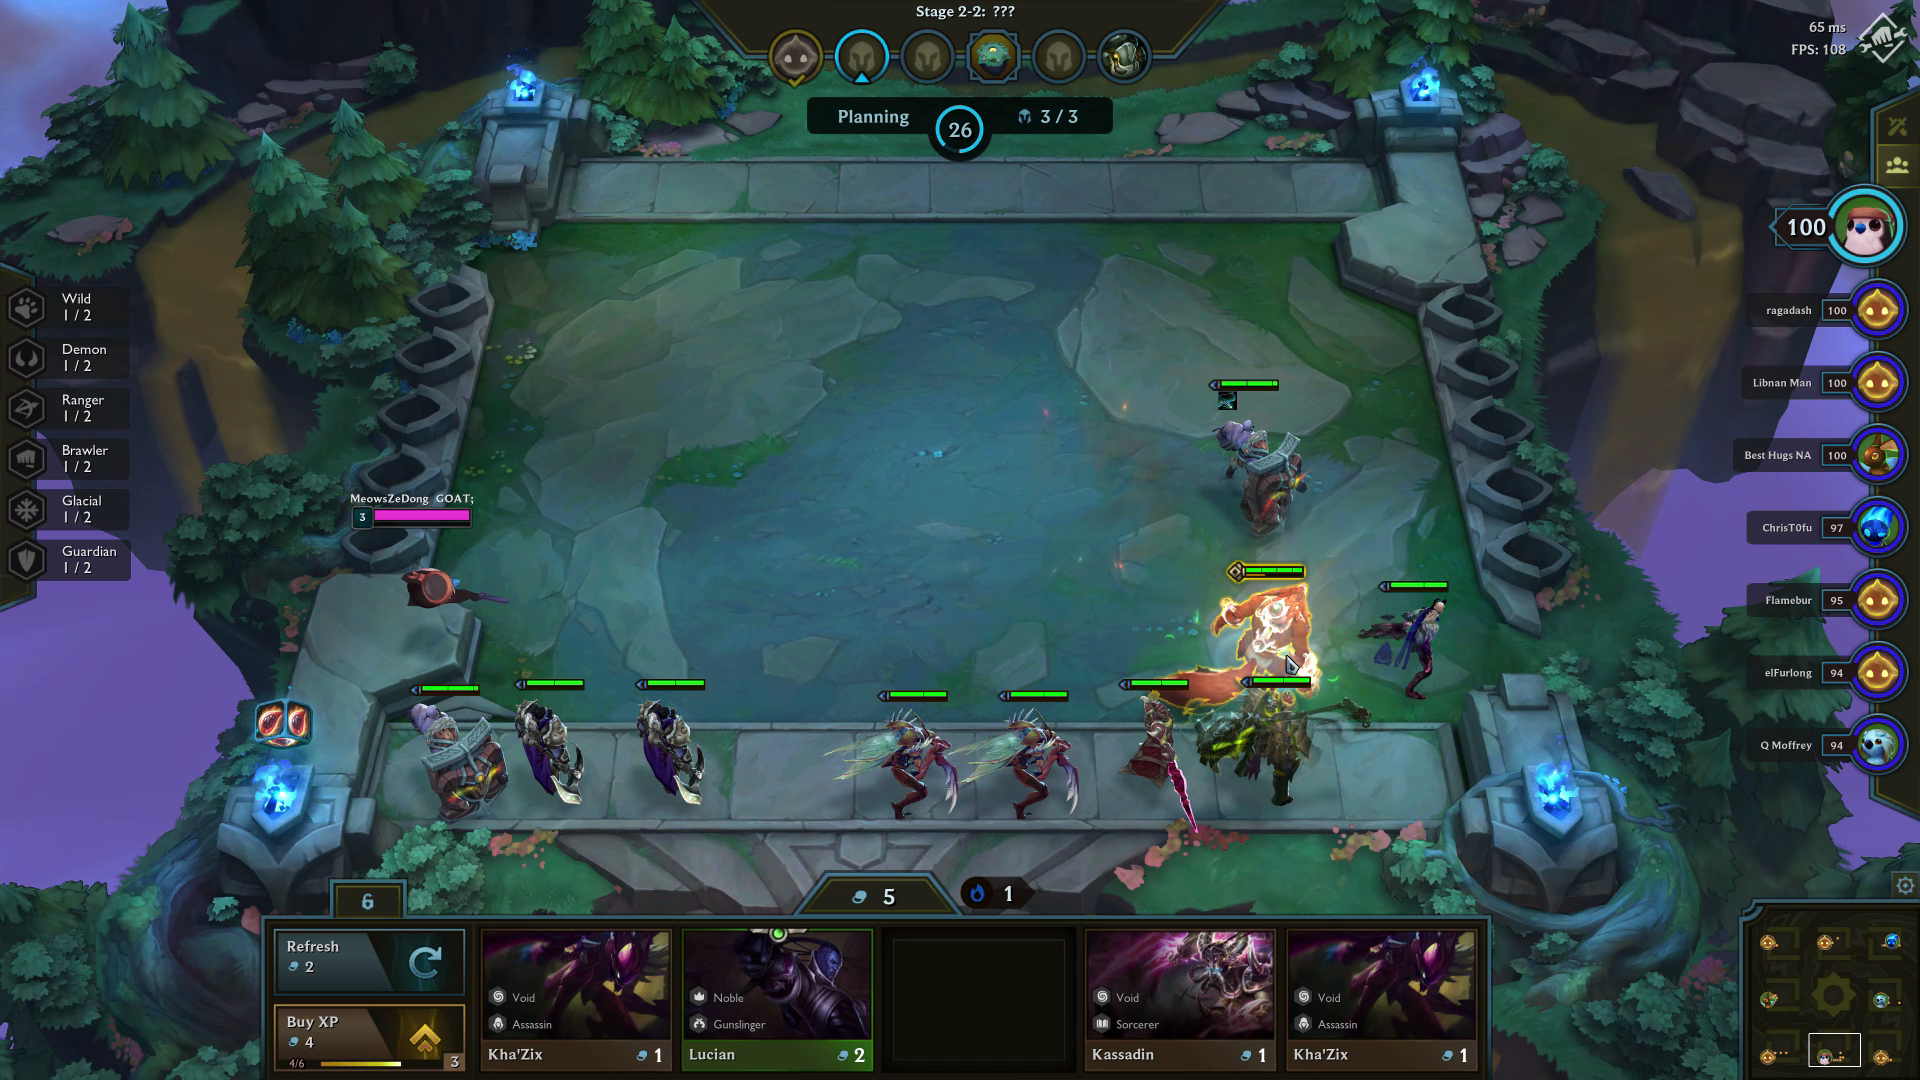 Stage 2-2: ???
65 ms
FPS: 108
Planning
26
3 / 3
100
Wild
1 / 2
Demon
1 / 2
Ranger
1 / 2
Brawler
1 / 2
Glacial
1 / 2
Guardian
1 / 2
ragadash 100
Libnan Man 100
Best Hugs NA 100
ChrisT0fu 97
Flamebur 95
elFurlong 94
Q Moffrey 94
MeowsZeDong GOAT;
3
6
5
1
Refresh
2
Buy XP
4
4/6
3
Void
Assassin
Kha'Zix 1
Noble
Gunslinger
Lucian 2
Void
Sorcerer
Kassadin 1
Void
Assassin
Kha'Zix 1